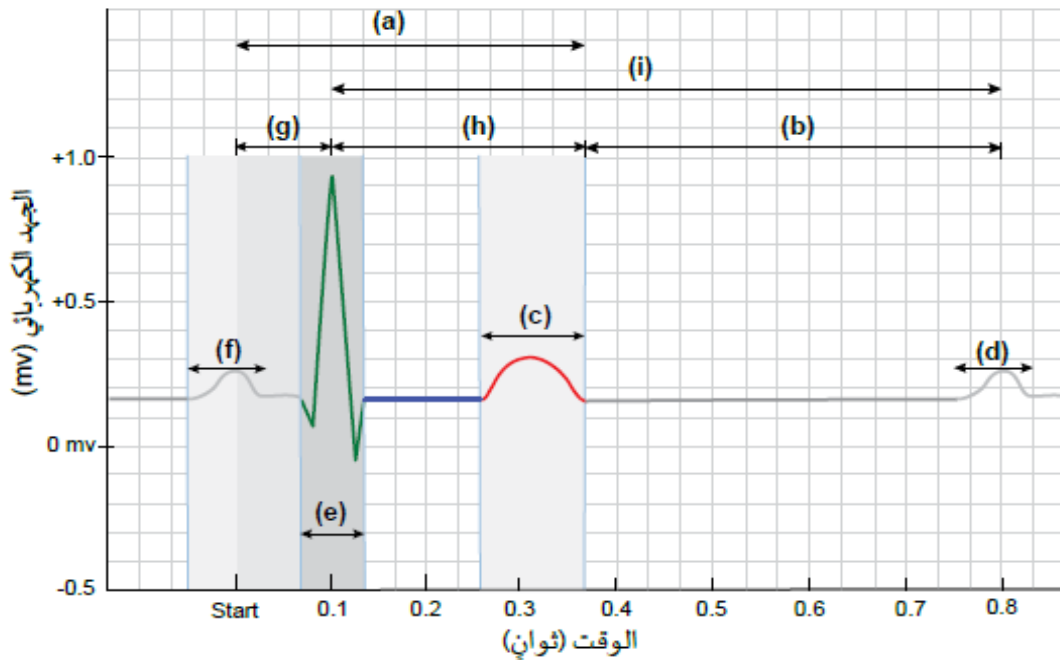 (a)
(i)
(g) (h) (b)
+1.0
الجهد الكهربائي (mv)
+0.5
(c)
(f) (d)
0 mv
(e)
-0.5
Start 0.1 0.2 0.3 0.4 0.5 0.6 0.7 0.8
الوقت (ثوانٍ)